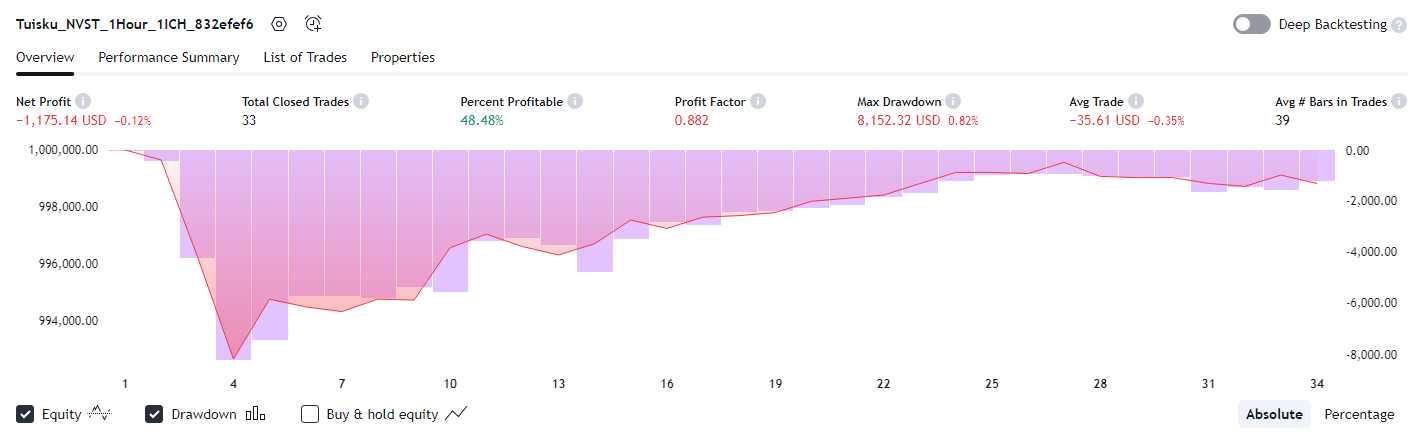 Tuisku_NVST_1Hour_1ICH_832efef6
Deep Backtesting
Overview Performance Summary List of Trades Properties
Net Profit Total Closed Trades Percent Profitable Profit Factor Max Drawdown Avg Trade Avg # Bars in Trades
−1,175.14 USD −0.12% 33 48.48% 0.882 8,152.32 USD 0.82% −35.61 USD −0.35% 39
1,000,000.00 0.00
998,000.00 -2,000.00
996,000.00 -4,000.00
994,000.00 -6,000.00
-8,000.00
1 4 7 10 13 16 19 22 25 28 31 34
Equity Drawdown Buy & hold equity Absolute Percentage